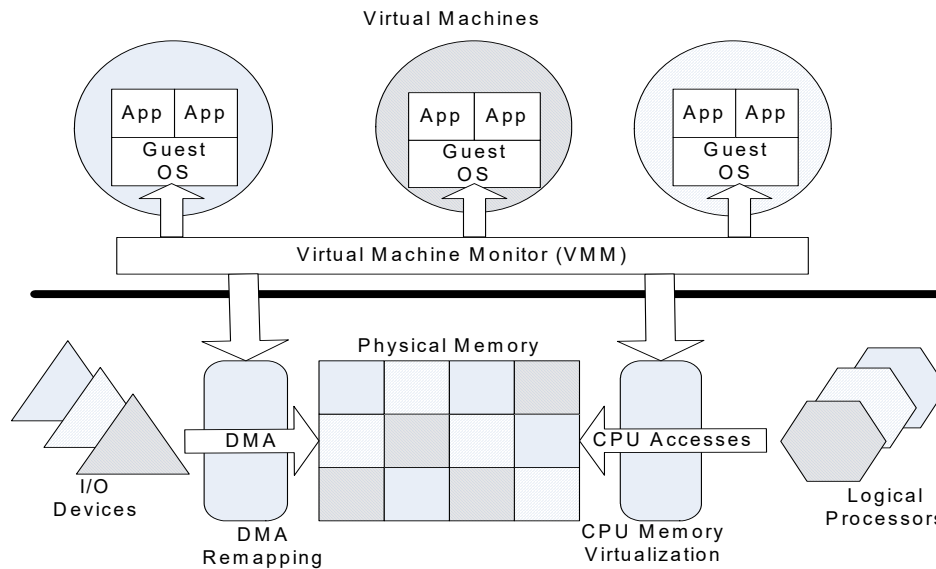 Virtual Machines
App App
Guest
OS
App App
Guest
OS
App App
Guest
OS
Virtual Machine Monitor (VMM)
Physical Memory
DMA
CPU Accesses
I/O
Devices
DMA
Remapping
CPU Memory
Virtualization
Logical
Processors